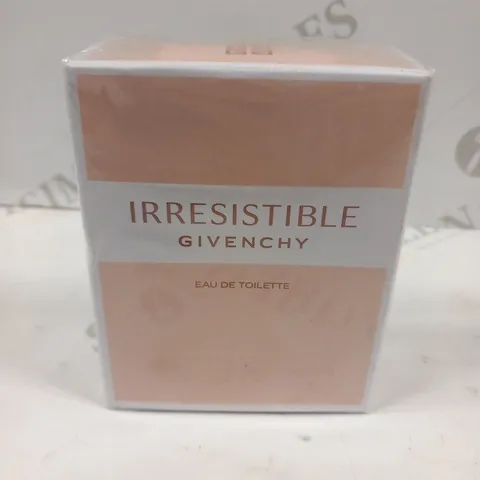 IRRESISTIBLE
GIVENCHY
EAU DE TOILETTE